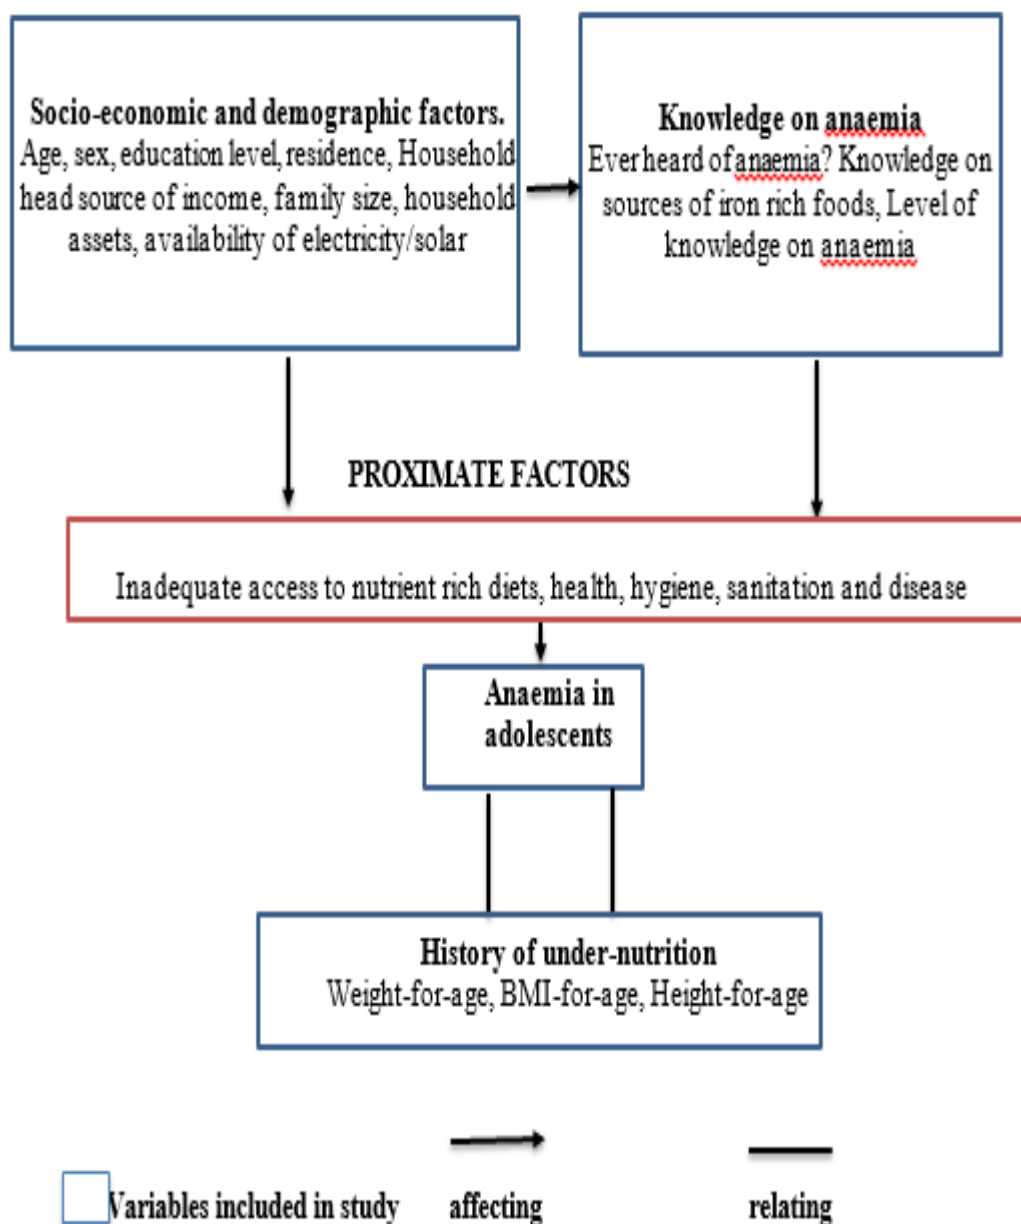 Socio-economic and demographic factors.
Age, sex, education level, residence, Household
head source of income, family size, household
assets, availability of electricity/solar
Knowledge on anaemia
Ever heard of anaemia? Knowledge on
sources of iron rich foods, Level of
knowledge on anaemia
PROXIMATE FACTORS
Inadequate access to nutrient rich diets, health, hygiene, sanitation and disease
Anaemia in
adolescents
History of under-nutrition
Weight-for-age, BMI-for-age, Height-for-age
Variables included in study
affecting
relating